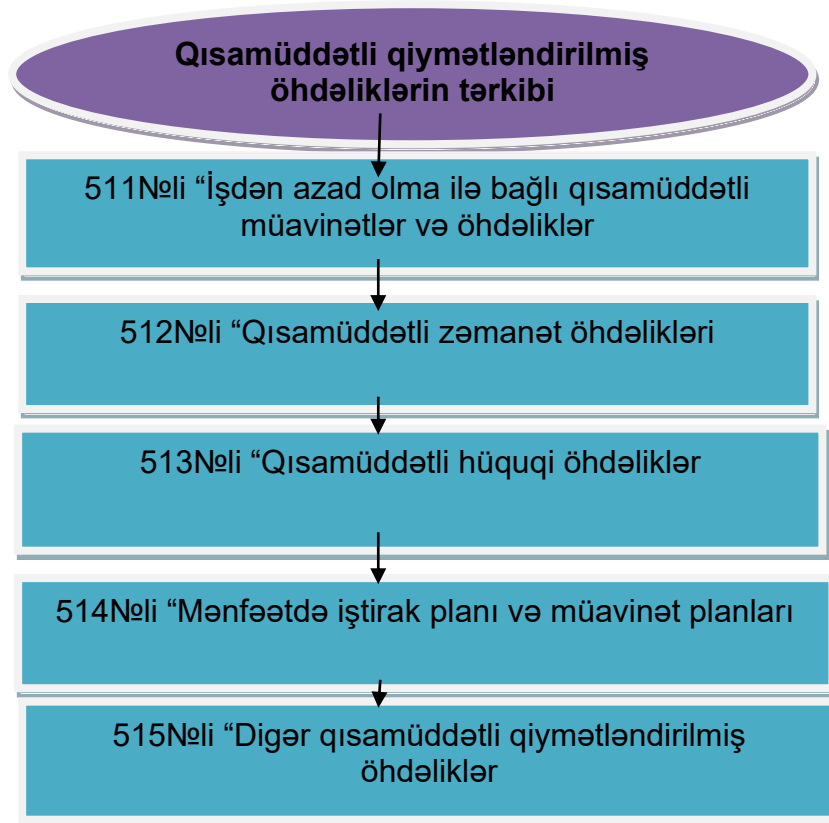 Qısamüddətli qiymətləndirilmiş
öhdəliklərin tərkibi
511№li “İşdən azad olma ilə bağlı qısamüddətli
müavinətlər və öhdəliklər
512№li “Qısamüddətli zəmanət öhdəlikləri
513№li “Qısamüddətli hüquqi öhdəliklər
514№li “Mənfəətdə iştirak planı və müavinət planları
515№li “Digər qısamüddətli qiymətləndirilmiş
öhdəliklər